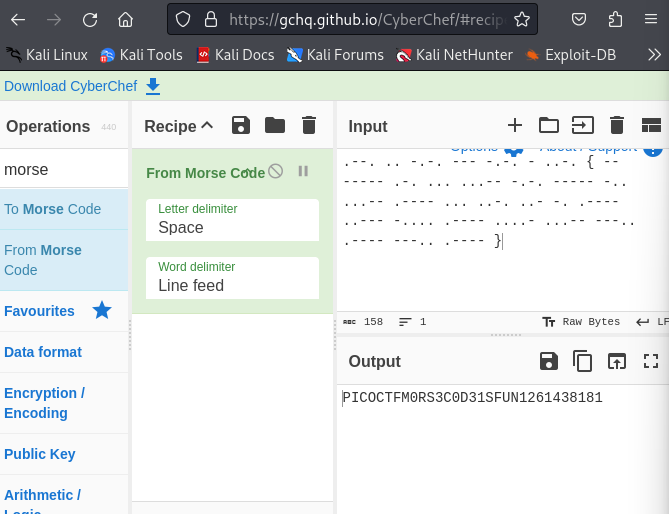 https://gchq.github.io/CyberChef/#recip
Kali Linux Kali Tools Kali Docs Kali Forums Kali NetHunter Exploit-DB
Download CyberChef
Operations 440
morse
To Morse Code
From Morse
Code
Favourites
Data format
Encryption /
Encoding
Public Key
Arithmetic /
Logic
Recipe
From Morse Code
Letter delimiter
Space
Word delimiter
Line feed
Input
Options About / Support
.--. .. -.-. --- -.-. - ..-. { --
----- .-. ... ...-- -.-. ----- -..
...-- .---- ... ..-. ..- -. .----
..--- -.... .---- ....- ...-- ---..
.---- ---.. .---- }
ABC 158 1 Raw Bytes LF
Output
PICOCTFM0RS3C0D31SFUN1261438181